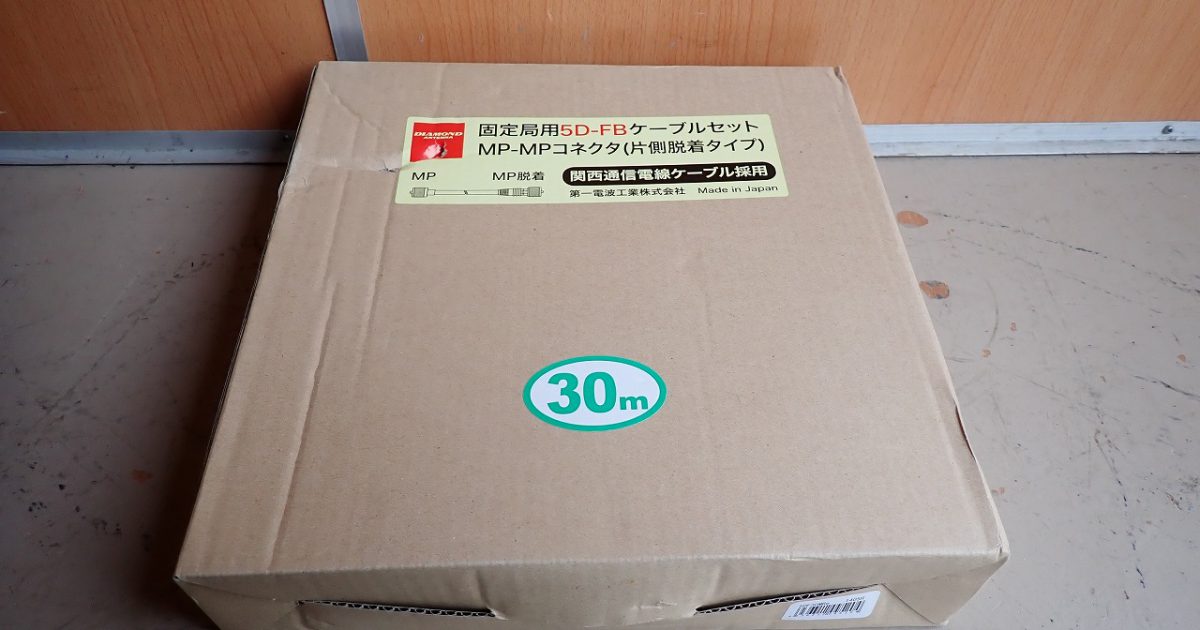 DIAMOND
ANTENNA
固定局用5D-FBケーブルセット
MP-MPコネクタ(片側脱着タイプ)
MP
MP脱着
関西通信電線ケーブル採用
第一電波工業株式会社 Made in Japan
30m